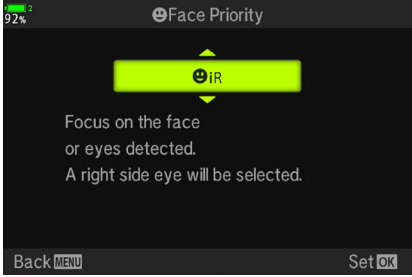 2
92%
Face Priority
iR
Focus on the face
or eyes detected.
A right side eye will be selected.
Back MENU
Set OK